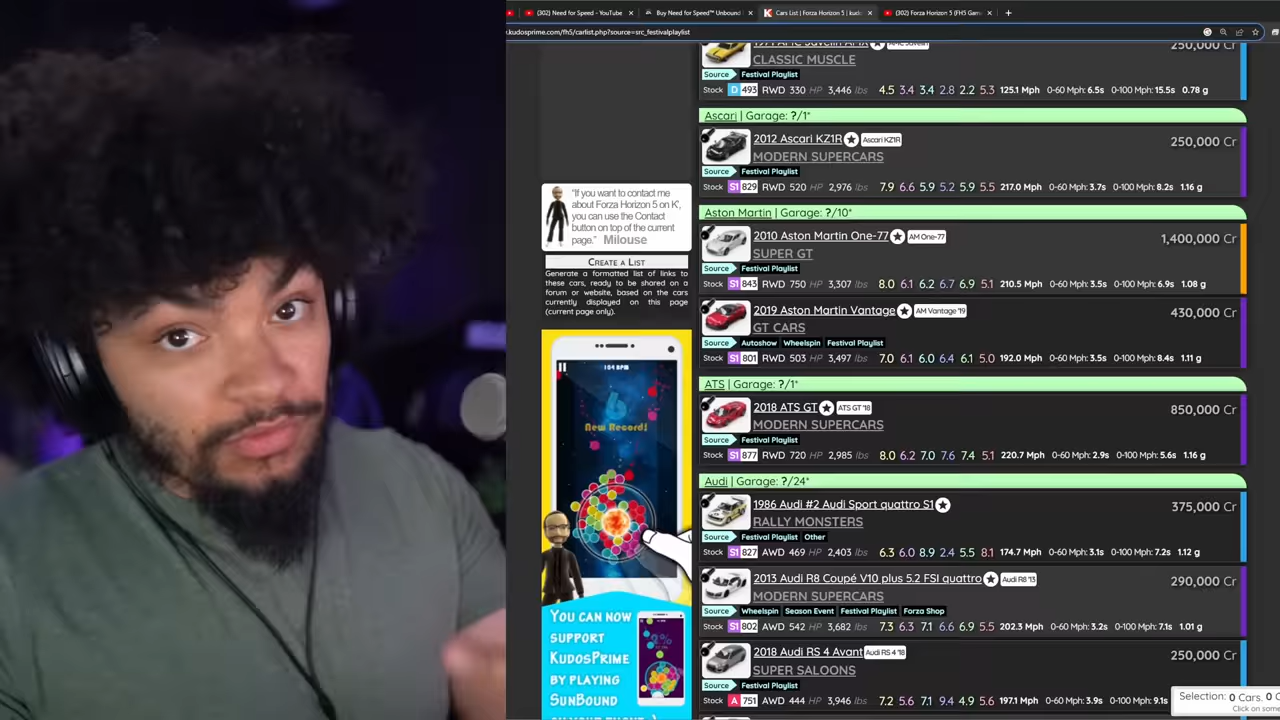 (302) Need for Speed - YouTube
Buy Need for Speed™ Unbound
Cars List | Forza Horizon 5 | kud
(302) Forza Horizon 5 (FH5 Gam
.kudosprime.com/fh5/carlist.php?source=src_festivalplaylist
1971 AMC Javelin AMX
AMC Javelin
250,000 Cr
CLASSIC MUSCLE
Source Festival Playlist
Stock D 493 RWD 330 HP 3,446 lbs 4.5 3.4 3.4 2.8 2.2 5.3 125.1 Mph 0-60 Mph: 6.5s 0-100 Mph: 15.5s 0.78 g
Ascari | Garage: ?/1*
2012 Ascari KZ1R Ascari KZ1R 250,000 Cr
MODERN SUPERCARS
Source Festival Playlist
Stock S1 829 RWD 520 HP 2,976 lbs 7.9 6.6 5.9 5.2 5.9 5.5 217.0 Mph 0-60 Mph: 3.7s 0-100 Mph: 8.2s 1.16 g
Aston Martin | Garage: ?/10*
2010 Aston Martin One-77 AM One-77 1,400,000 Cr
SUPER GT
Source Festival Playlist
Stock S1 843 RWD 750 HP 3,307 lbs 8.0 6.1 6.2 6.7 6.9 5.1 210.5 Mph 0-60 Mph: 3.5s 0-100 Mph: 6.9s 1.08 g
2019 Aston Martin Vantage AM Vantage '19 430,000 Cr
GT CARS
Source Autoshow Wheelspin Festival Playlist
Stock S1 801 RWD 503 HP 3,497 lbs 7.0 6.1 6.0 6.4 6.1 5.0 192.0 Mph 0-60 Mph: 3.5s 0-100 Mph: 8.4s 1.11 g
ATS | Garage: ?/1*
2018 ATS GT ATS GT '18 850,000 Cr
MODERN SUPERCARS
Source Festival Playlist
Stock S1 877 RWD 720 HP 2,985 lbs 8.0 6.2 7.0 7.6 7.4 5.1 220.7 Mph 0-60 Mph: 2.9s 0-100 Mph: 5.6s 1.16 g
Audi | Garage: ?/24*
1986 Audi #2 Audi Sport quattro S1 375,000 Cr
RALLY MONSTERS
Source Festival Playlist Other
Stock S1 827 AWD 469 HP 2,403 lbs 6.3 6.0 8.9 2.4 5.5 8.1 174.7 Mph 0-60 Mph: 3.1s 0-100 Mph: 7.2s 1.12 g
2013 Audi R8 Coupé V10 plus 5.2 FSI quattro Audi R8 '13 290,000 Cr
MODERN SUPERCARS
Source Wheelspin Season Event Festival Playlist Forza Shop
Stock S1 802 AWD 542 HP 3,682 lbs 7.3 6.3 7.1 6.6 6.9 5.5 202.3 Mph 0-60 Mph: 3.2s 0-100 Mph: 7.1s 1.01 g
2018 Audi RS 4 Avant Audi RS 4 '18 250,000 Cr
SUPER SALOONS
Source Festival Playlist
Stock A 751 AWD 444 HP 3,946 lbs 7.2 5.6 7.1 9.4 4.9 5.6 197.1 Mph 0-60 Mph: 3.9s 0-100 Mph: 9.1s
Selection: 0 Cars, 0 C
Click on some
"If you want to contact me
about Forza Horizon 5 on K',
you can use the Contact
button on top of the current
page." Milouse
CREATE A LIST
Generate a formatted list of links
to these cars, ready to be shared on a
forum or website, based on the cars
currently displayed on this page
(current page only).
164 BPM
6
New Record!
YOU CAN NOW
SUPPORT
KUDOSPRIME
BY PLAYING
SUNBOUND